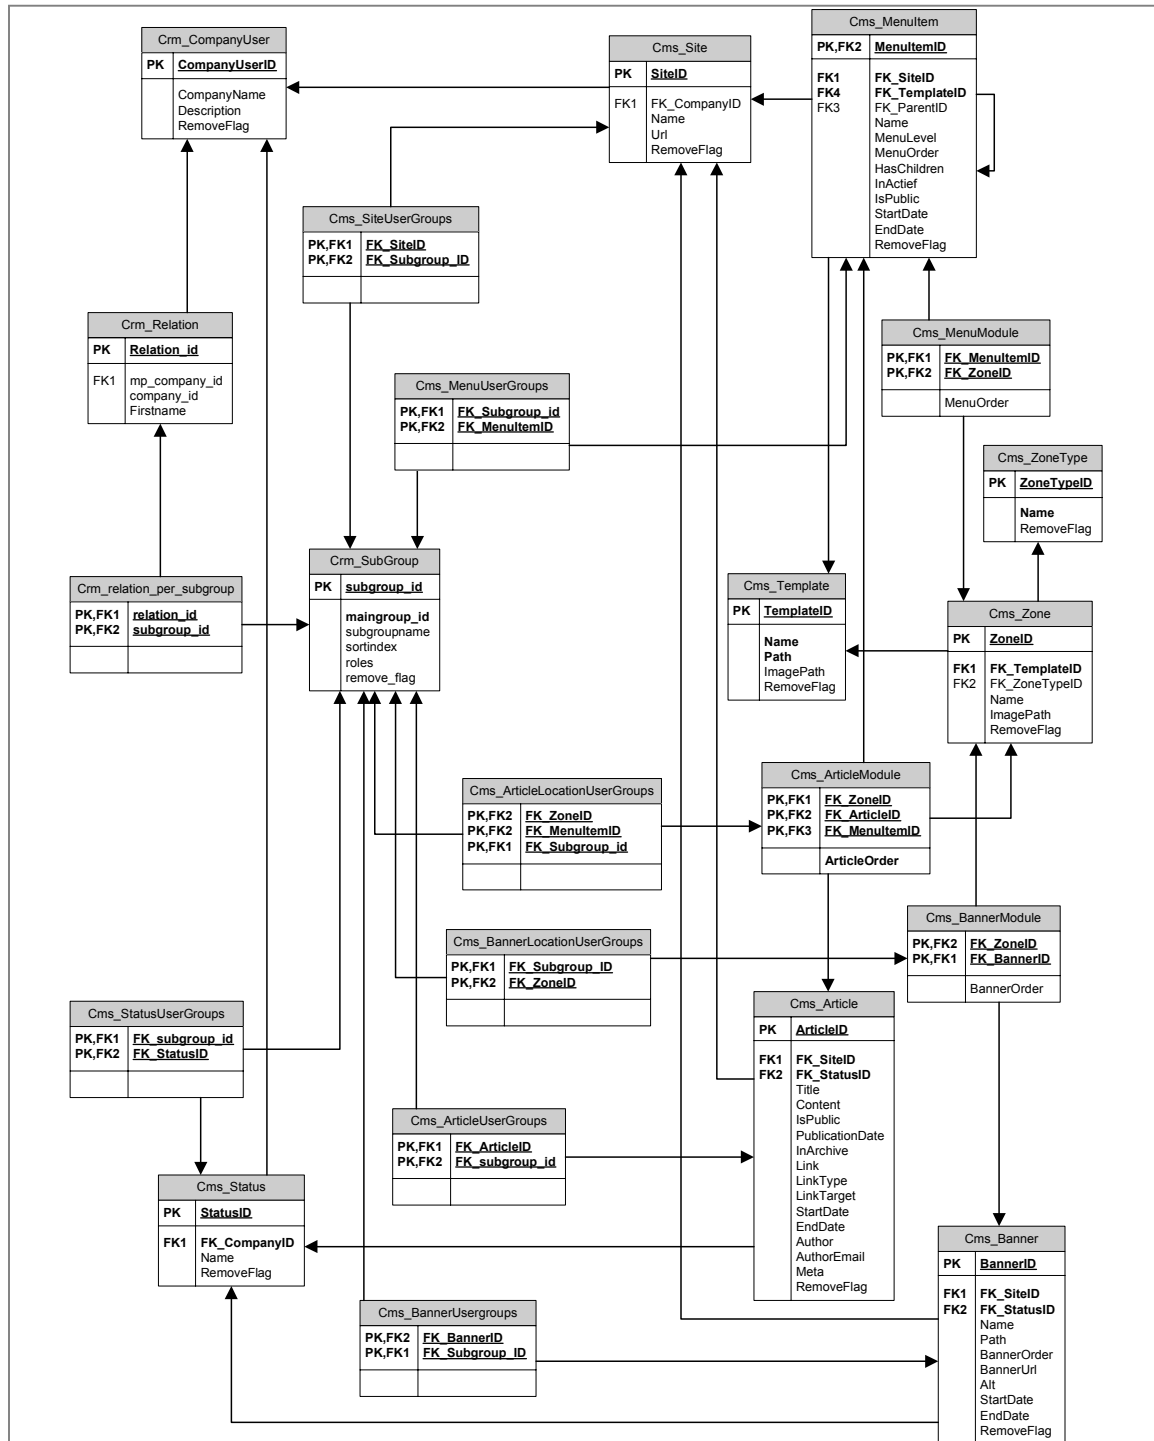 Crm_CompanyUser
PK CompanyUserID
CompanyName
Description
RemoveFlag
Cms_Site
PK SiteID
FK1 FK_CompanyID
Name
Url
RemoveFlag
Cms_MenuItem
PK,FK2 MenuItemID
FK1 FK_SiteID
FK4 FK_TemplateID
FK3 FK_ParentID
Name
MenuLevel
MenuOrder
HasChildren
InActief
IsPublic
StartDate
EndDate
RemoveFlag
Cms_SiteUserGroups
PK,FK1 FK_SiteID
PK,FK2 FK_Subgroup_ID
Crm_Relation
PK Relation_id
FK1 mp_company_id
company_id
Firstname
Cms_MenuUserGroups
PK,FK1 FK_Subgroup_id
PK,FK2 FK_MenuItemID
Cms_MenuModule
PK,FK1 FK_MenuItemID
PK,FK2 FK_ZoneID
MenuOrder
Cms_ZoneType
PK ZoneTypeID
Name
RemoveFlag
Crm_relation_per_subgroup
PK,FK1 relation_id
PK,FK2 subgroup_id
Crm_SubGroup
PK subgroup_id
maingroup_id
subgroupname
sortindex
roles
remove_flag
Cms_Template
PK TemplateID
Name
Path
ImagePath
RemoveFlag
Cms_Zone
PK ZoneID
FK1 FK_TemplateID
FK2 FK_ZoneTypeID
Name
ImagePath
RemoveFlag
Cms_ArticleLocationUserGroups
PK,FK2 FK_ZoneID
PK,FK2 FK_MenuItemID
PK,FK1 FK_Subgroup_id
Cms_ArticleModule
PK,FK1 FK_ZoneID
PK,FK2 FK_ArticleID
PK,FK3 FK_MenuItemID
ArticleOrder
Cms_BannerLocationUserGroups
PK,FK1 FK_Subgroup_ID
PK,FK2 FK_ZoneID
Cms_BannerModule
PK,FK2 FK_ZoneID
PK,FK1 FK_BannerID
BannerOrder
Cms_StatusUserGroups
PK,FK1 FK_subgroup_id
PK,FK2 FK_StatusID
Cms_Article
PK ArticleID
FK1 FK_SiteID
FK2 FK_StatusID
Title
Content
IsPublic
PublicationDate
InArchive
Link
LinkType
LinkTarget
StartDate
EndDate
Author
AuthorEmail
Meta
RemoveFlag
Cms_ArticleUserGroups
PK,FK1 FK_ArticleID
PK,FK2 FK_subgroup_id
Cms_Status
PK StatusID
FK1 FK_CompanyID
Name
RemoveFlag
Cms_BannerUsergroups
PK,FK2 FK_BannerID
PK,FK1 FK_Subgroup_ID
Cms_Banner
PK BannerID
FK1 FK_SiteID
FK2 FK_StatusID
Name
Path
BannerOrder
BannerUrl
Alt
StartDate
EndDate
RemoveFlag